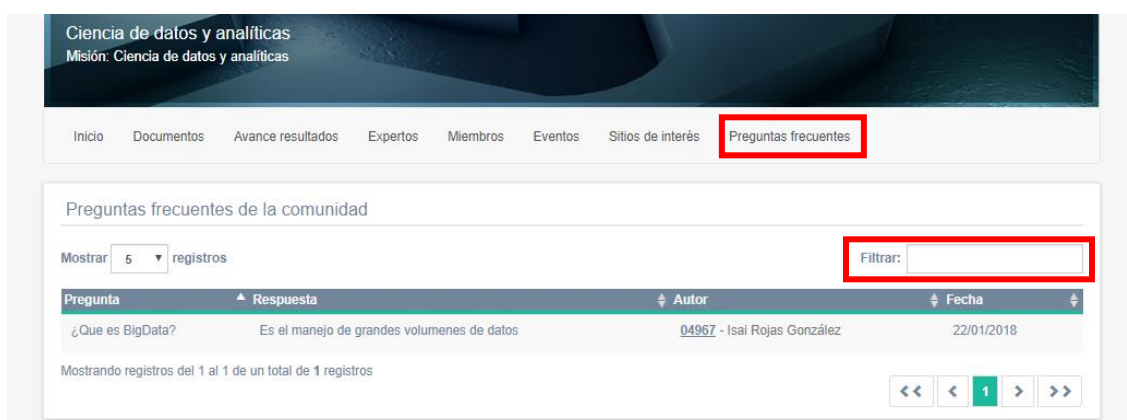 Ciencia de datos y analíticas
Misión: Ciencia de datos y analíticas
Inicio Documentos Avance resultados Expertos Miembros Eventos Sitios de interés Preguntas frecuentes
Preguntas frecuentes de la comunidad
Mostrar 5 registros Filtrar:
Pregunta Respuesta Autor Fecha
¿Que es BigData? Es el manejo de grandes volumenes de datos 04967 - Isai Rojas González 22/01/2018
Mostrando registros del 1 al 1 de un total de 1 registros
<< < 1 > >>